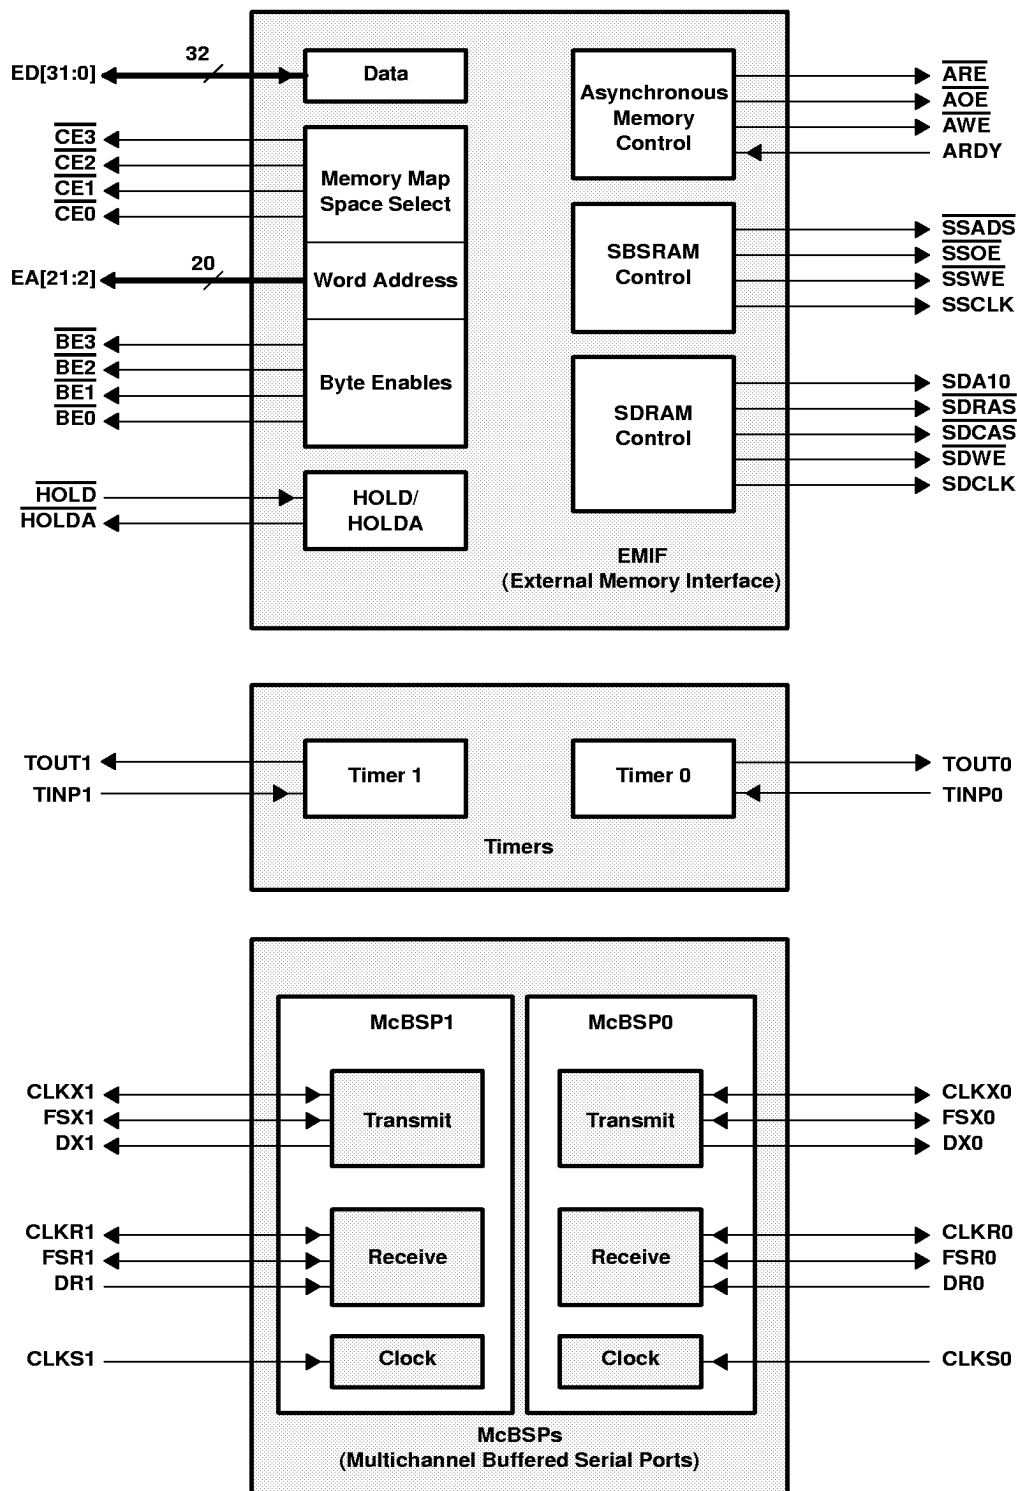 32
ED[31:0]
Data
CE3
CE2
CE1
CE0
Memory Map
Space Select
20
EA[21:2]
Word Address
BE3
BE2
BE1
BE0
Byte Enables
HOLD
HOLDA
HOLD/
HOLDA
Asynchronous
Memory
Control
ARE
AOE
AWE
ARDY
SBSRAM
Control
SSADS
SSOE
SSWE
SSCLK
SDRAM
Control
SDA10
SDRAS
SDCAS
SDWE
SDCLK
EMIF
(External Memory Interface)
TOUT1
TINP1
Timer 1
Timer 0
TOUT0
TINP0
Timers
McBSP1
McBSP0
CLKX1
FSX1
DX1
Transmit
Transmit
CLKX0
FSX0
DX0
CLKR1
FSR1
DR1
Receive
Receive
CLKR0
FSR0
DR0
CLKS1
Clock
Clock
CLKS0
McBSPs
(Multichannel Buffered Serial Ports)